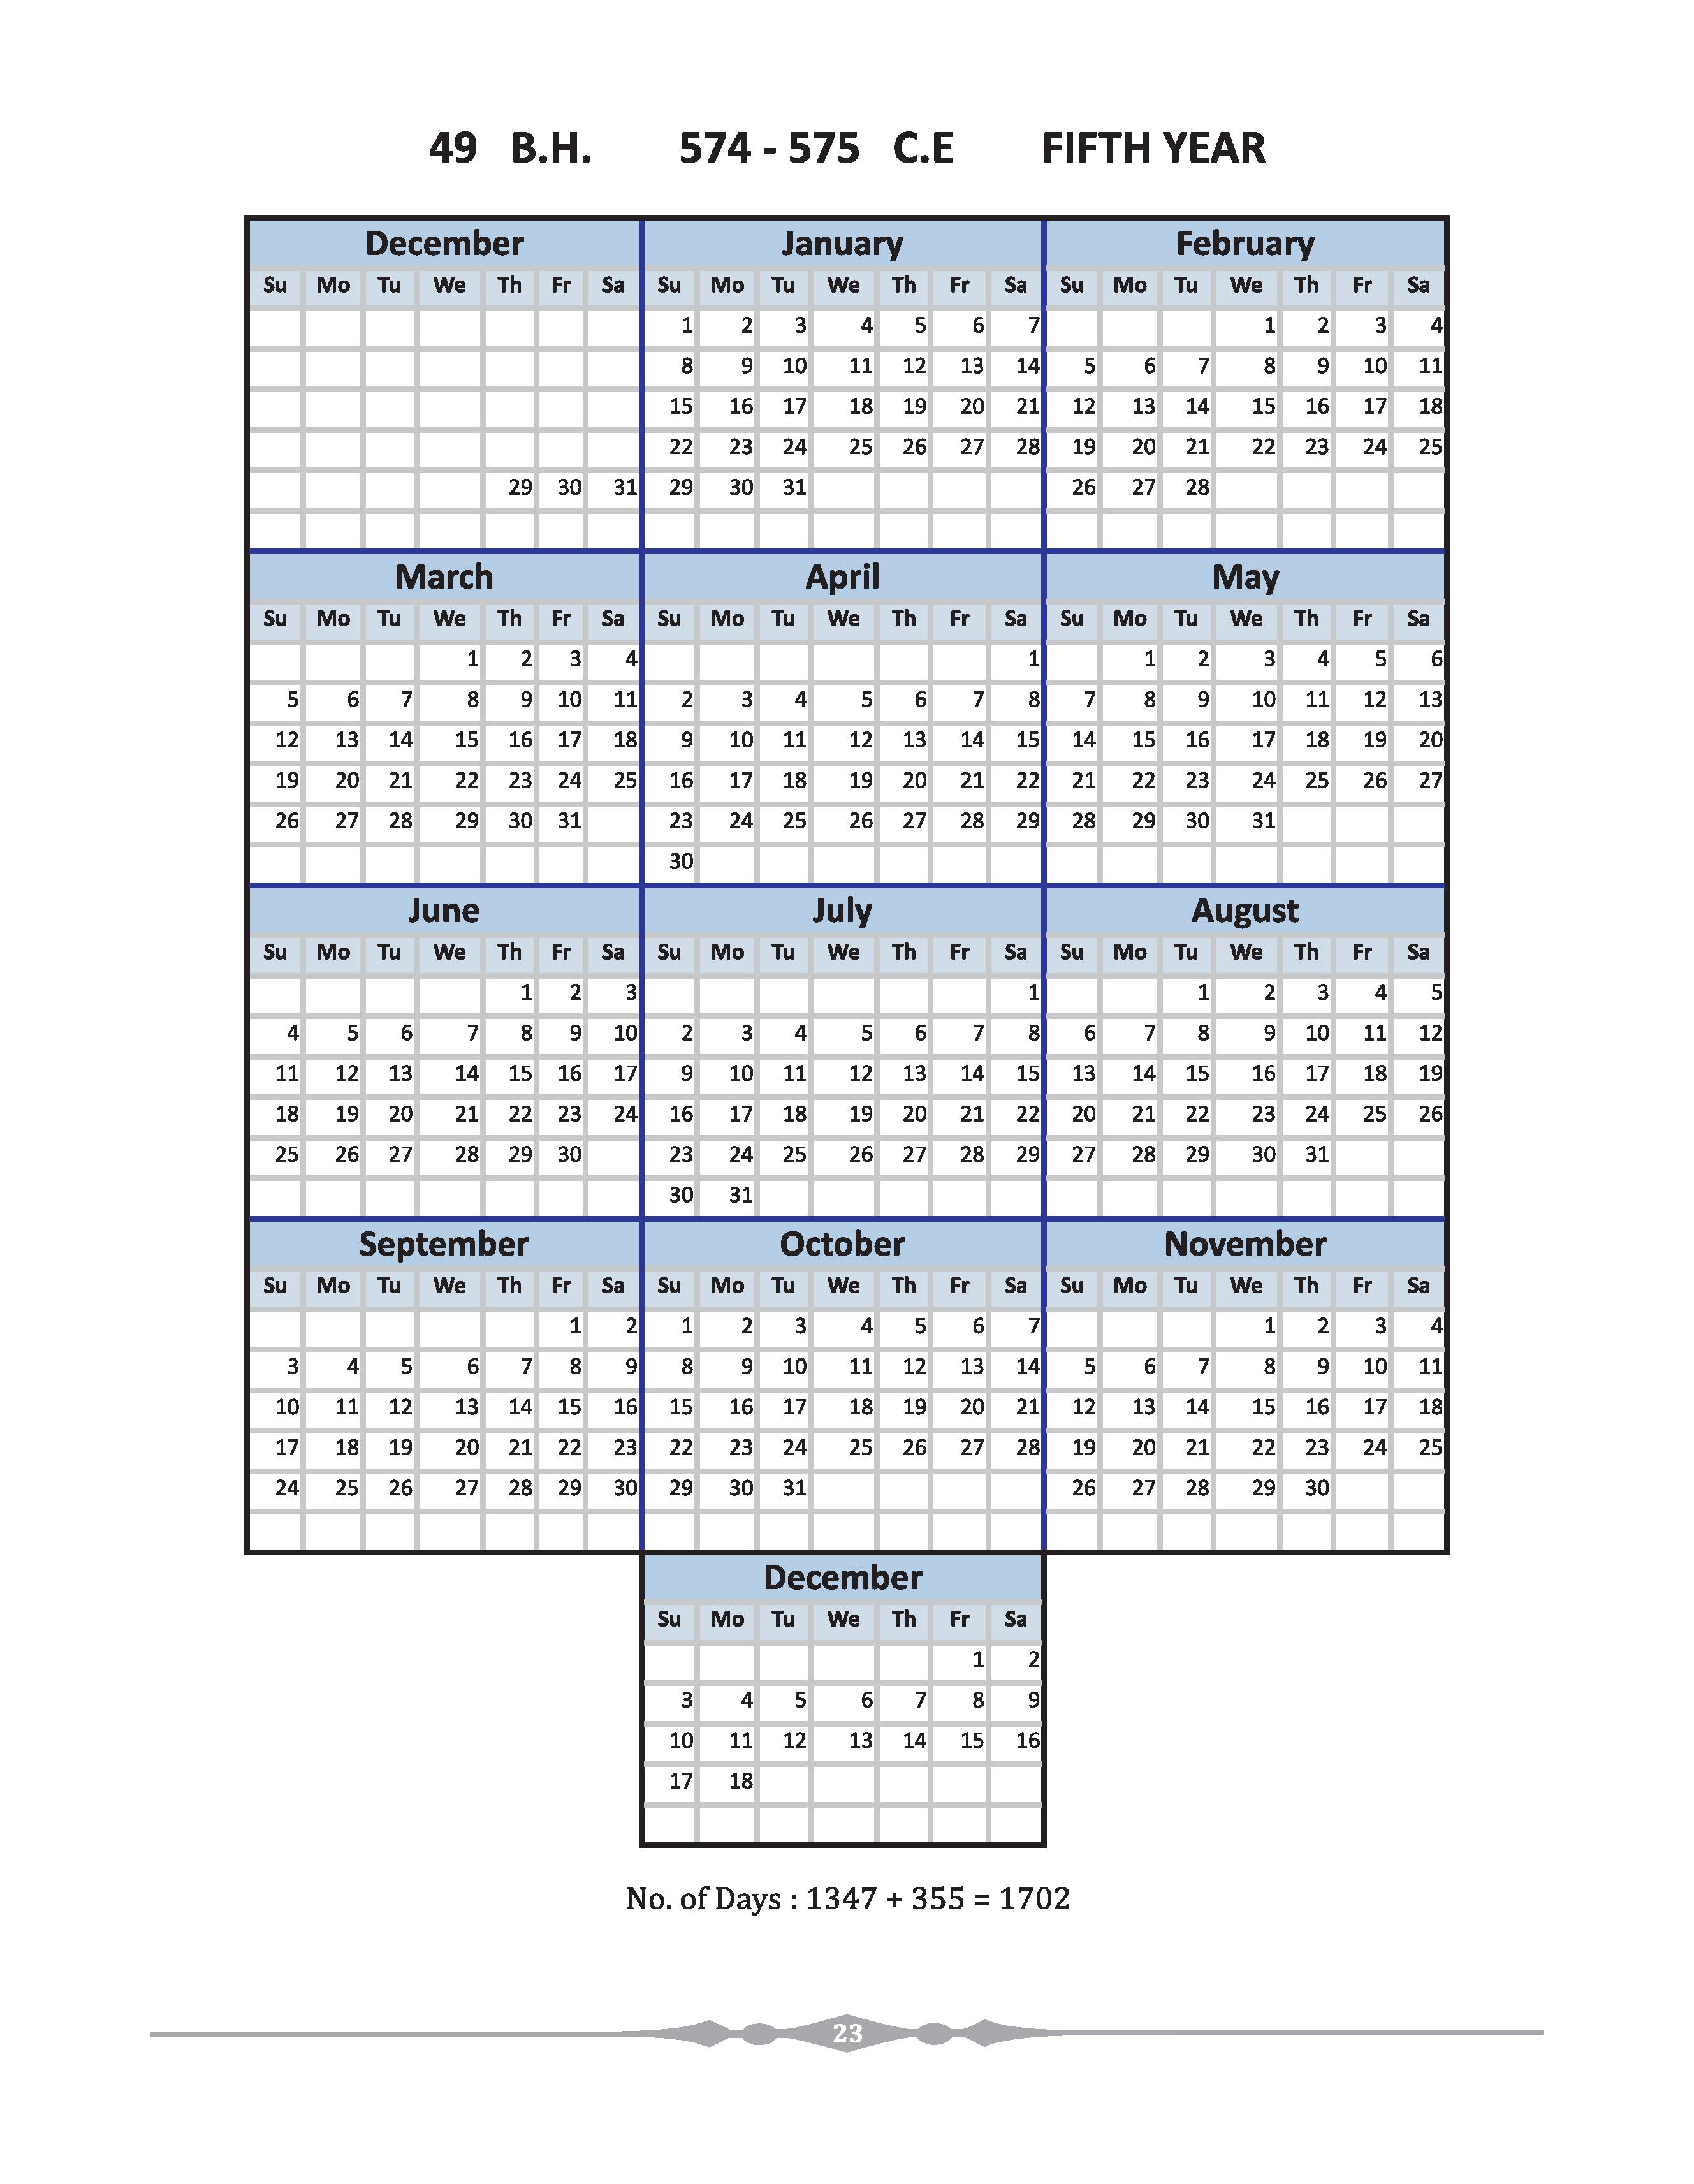 49 B.H. 574 - 575 C.E FIFTH YEAR
December January February
Su Mo Tu We Th Fr Sa Su Mo Tu We Th Fr Sa Su Mo Tu We Th Fr Sa
1 2 3 4 5 6 7 1 2 3 4
8 9 10 11 12 13 14 5 6 7 8 9 10 11
15 16 17 18 19 20 21 12 13 14 15 16 17 18
22 23 24 25 26 27 28 19 20 21 22 23 24 25
29 30 31 29 30 31 26 27 28
March April May
Su Mo Tu We Th Fr Sa Su Mo Tu We Th Fr Sa Su Mo Tu We Th Fr Sa
1 2 3 4 1 1 2 3 4 5 6
5 6 7 8 9 10 11 2 3 4 5 6 7 8 7 8 9 10 11 12 13
12 13 14 15 16 17 18 9 10 11 12 13 14 15 14 15 16 17 18 19 20
19 20 21 22 23 24 25 16 17 18 19 20 21 22 21 22 23 24 25 26 27
26 27 28 29 30 31 23 24 25 26 27 28 29 28 29 30 31
30
June July August
Su Mo Tu We Th Fr Sa Su Mo Tu We Th Fr Sa Su Mo Tu We Th Fr Sa
1 2 3 1 1 2 3 4 5
4 5 6 7 8 9 10 2 3 4 5 6 7 8 6 7 8 9 10 11 12
11 12 13 14 15 16 17 9 10 11 12 13 14 15 13 14 15 16 17 18 19
18 19 20 21 22 23 24 16 17 18 19 20 21 22 20 21 22 23 24 25 26
25 26 27 28 29 30 23 24 25 26 27 28 29 27 28 29 30 31
30 31
September October November
Su Mo Tu We Th Fr Sa Su Mo Tu We Th Fr Sa Su Mo Tu We Th Fr Sa
1 2 1 2 3 4 5 6 7 1 2 3 4
3 4 5 6 7 8 9 8 9 10 11 12 13 14 5 6 7 8 9 10 11
10 11 12 13 14 15 16 15 16 17 18 19 20 21 12 13 14 15 16 17 18
17 18 19 20 21 22 23 22 23 24 25 26 27 28 19 20 21 22 23 24 25
24 25 26 27 28 29 30 29 30 31 26 27 28 29 30
December
Su Mo Tu We Th Fr Sa
1 2
3 4 5 6 7 8 9
10 11 12 13 14 15 16
17 18
No. of Days : 1347 + 355 = 1702
23